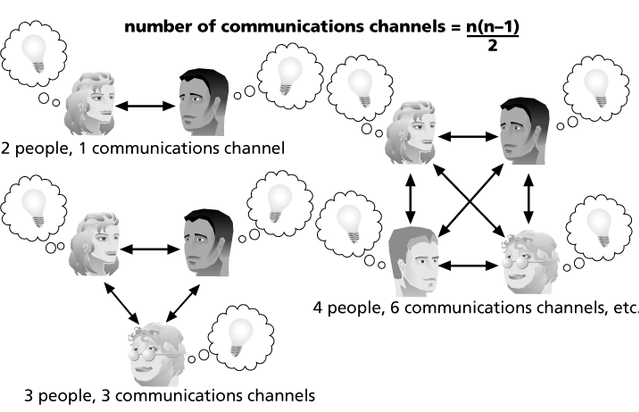 number of communications channels = n(n–1)
2
2 people, 1 communications channel
4 people, 6 communications channels, etc.
3 people, 3 communications channels